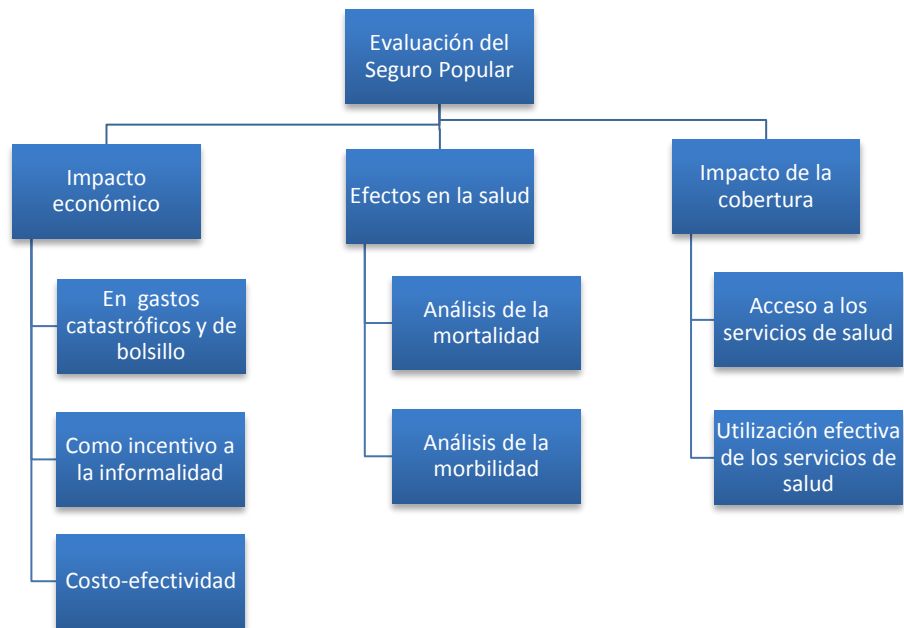 Evaluación del
Seguro Popular
Impacto
económico
En gastos
catastróficos y de
bolsillo
Como incentivo a
la informalidad
Costo-efectividad
Efectos en la salud
Análisis de la
mortalidad
Análisis de la
morbilidad
Impacto de la
cobertura
Acceso a los
servicios de salud
Utilización efectiva
de los servicios de
salud